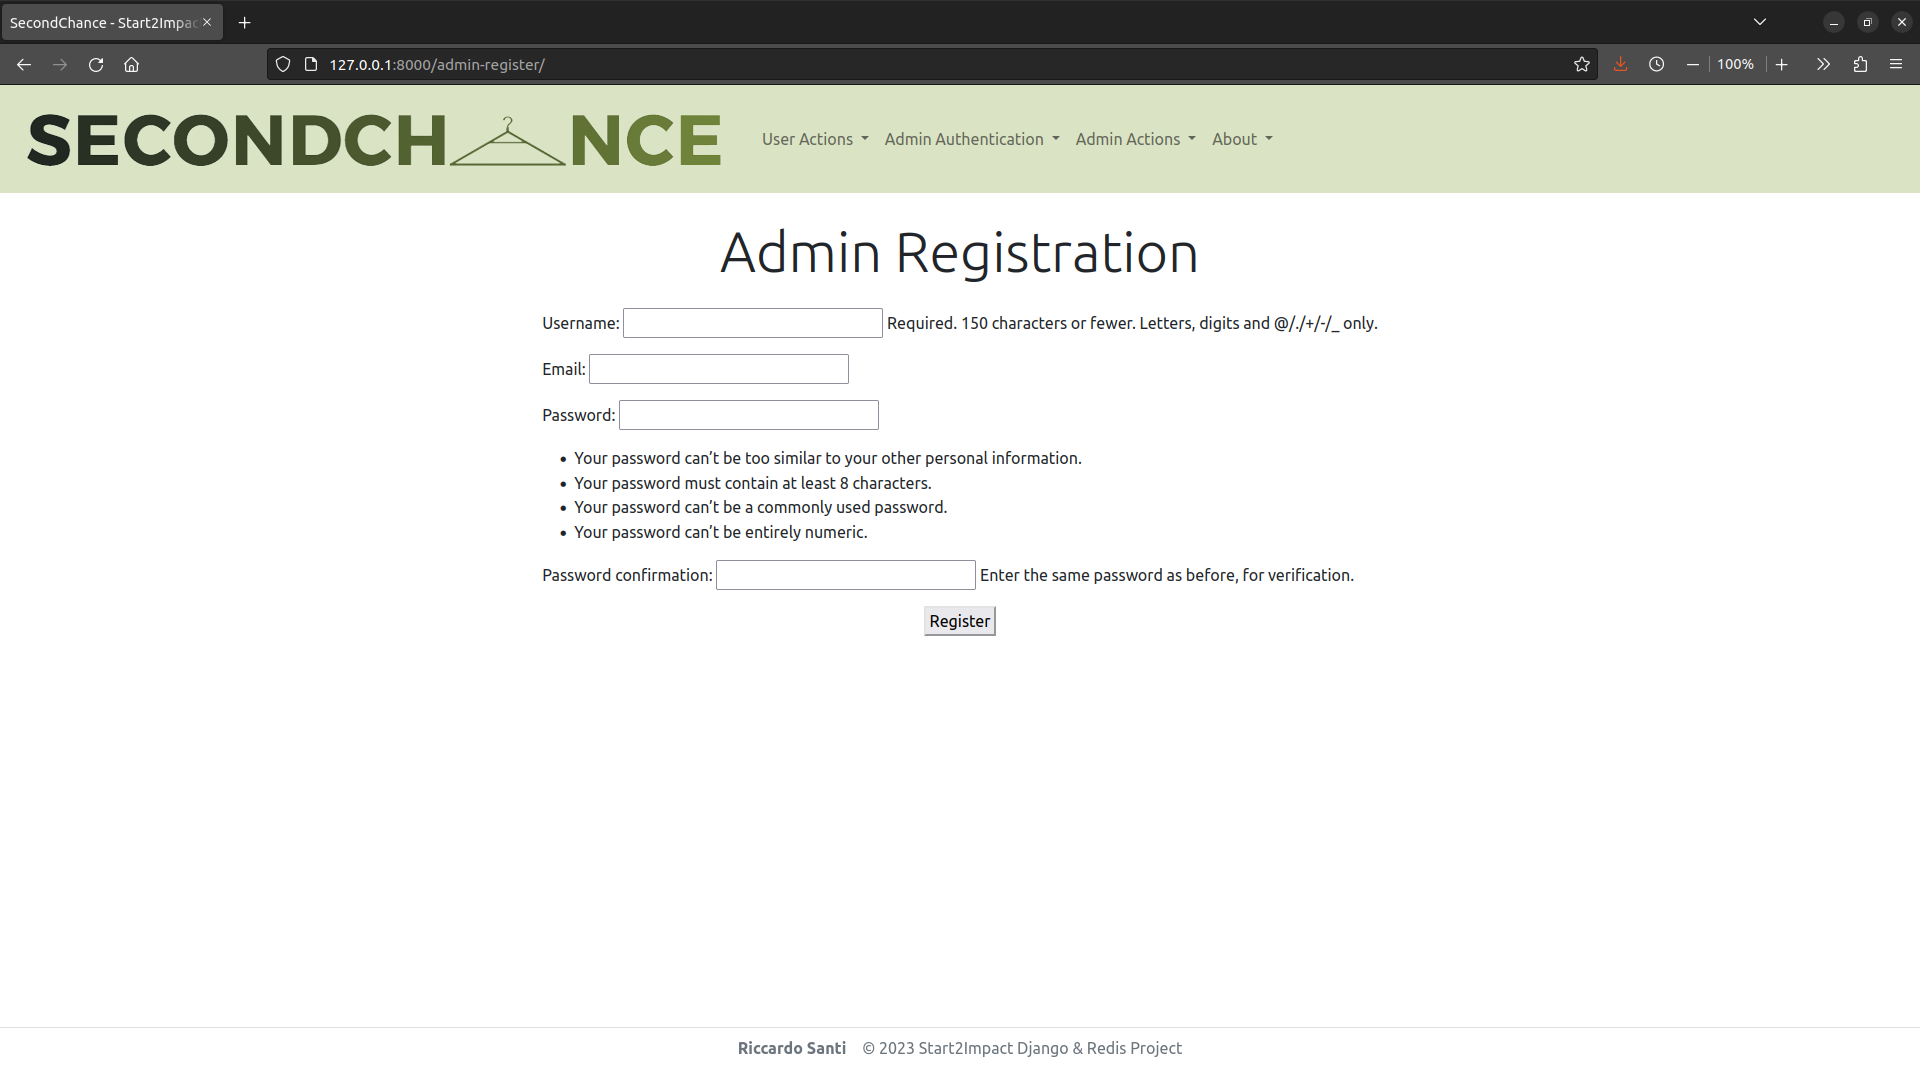 SecondChance - Start2Impa
127.0.0.1:8000/admin-register/
100%
SECONDCH NCE
User Actions
Admin Authentication
Admin Actions
About
Admin Registration
Username: Required. 150 characters or fewer. Letters, digits and @/./+/-/_ only.
Email:
Password:
• Your password can’t be too similar to your other personal information.
• Your password must contain at least 8 characters.
• Your password can’t be a commonly used password.
• Your password can’t be entirely numeric.
Password confirmation: Enter the same password as before, for verification.
Register
Riccardo Santi © 2023 Start2Impact Django & Redis Project